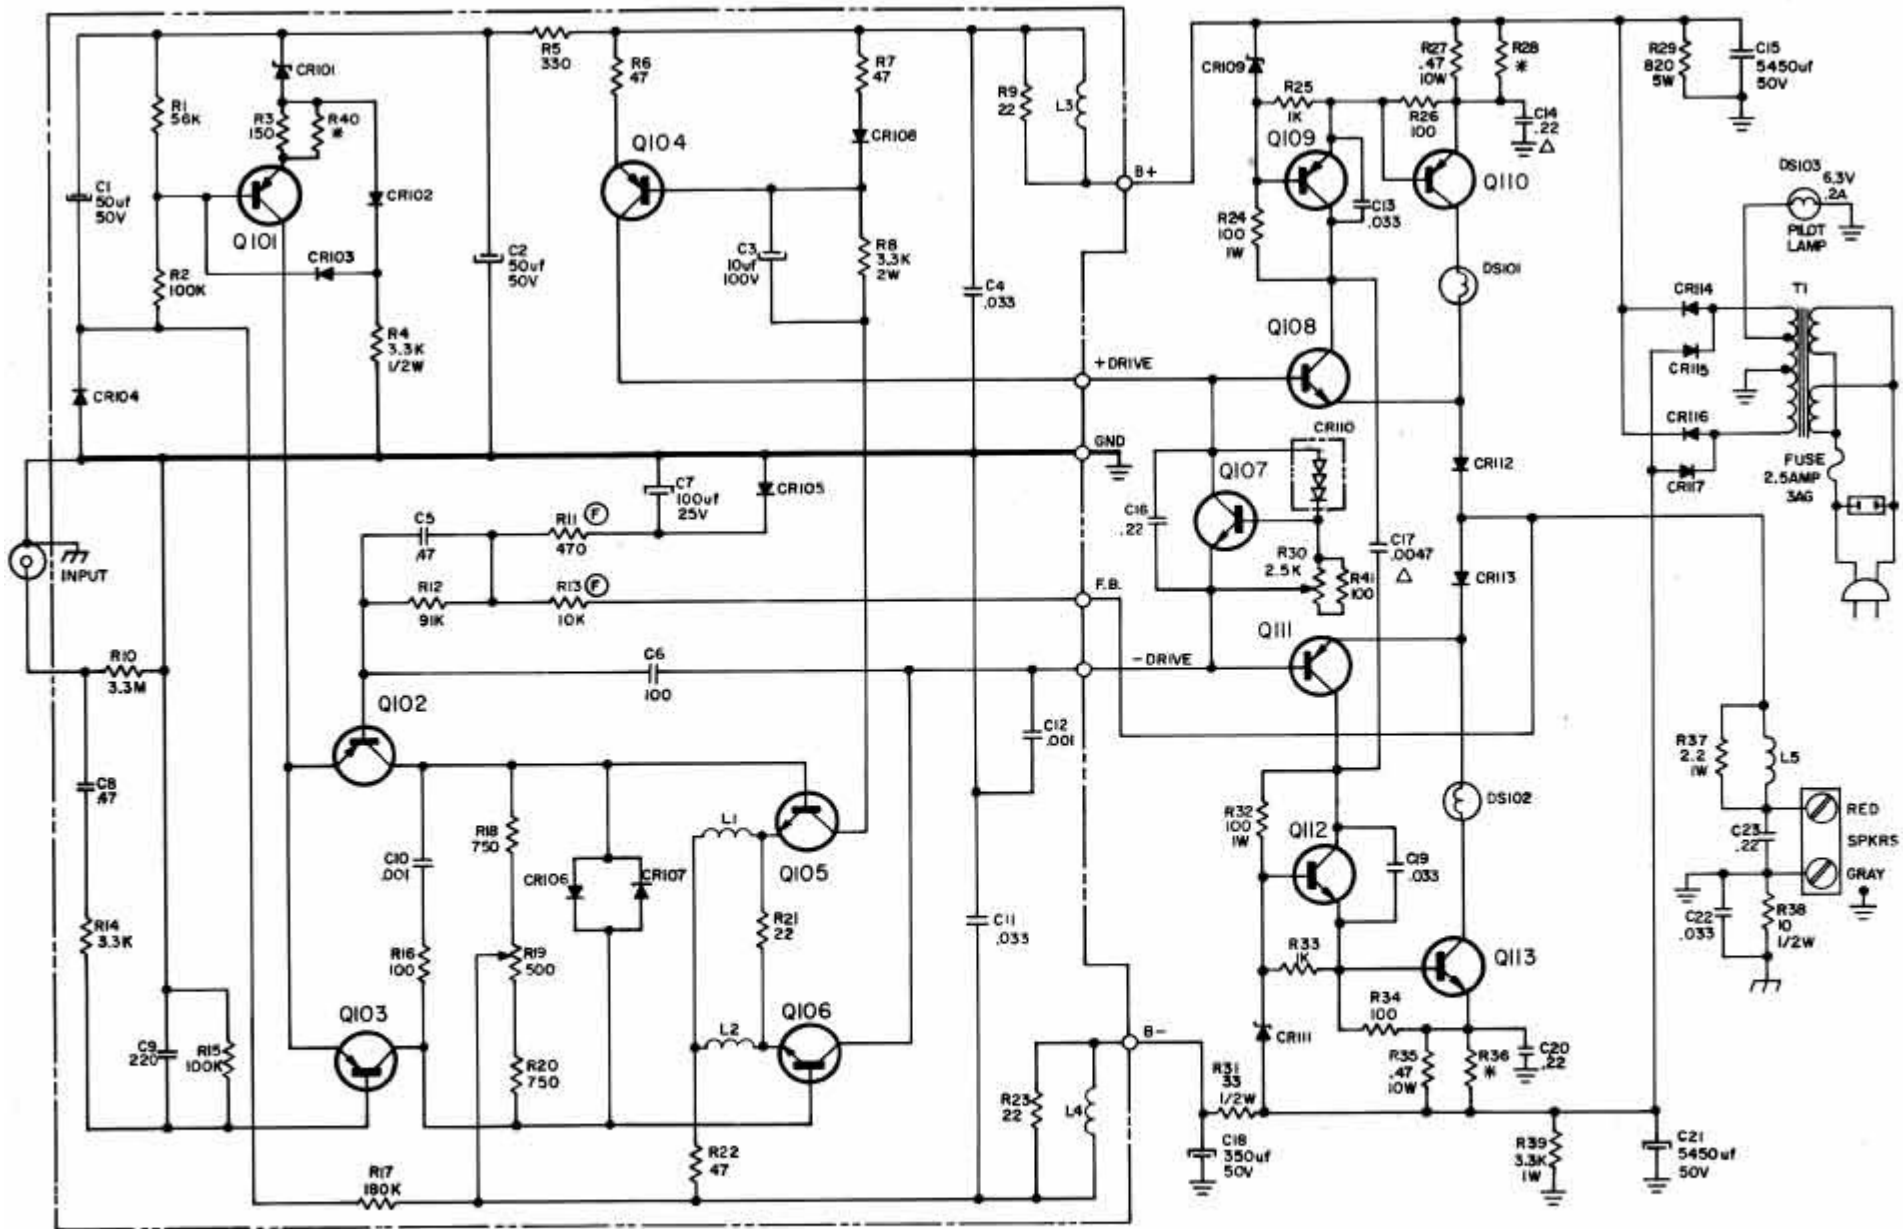 R1
56K
C1
50uf
50V
CR101
R3
150
R40
*
Q101
CR102
CR103
R2
100K
R4
3.3K
1/2W
CR104
C2
50uf
50V
R5
330
R6
47
Q104
R7
47
CR108
C3
10uf
100V
R8
3.3K
2W
C4
.033
R9
22
L3
B+
+DRIVE
GND
F.B.
-DRIVE
B-
INPUT
C5
.47
R11 F
470
C7
100uf
25V
CR105
R12
91K
R13 F
10K
C6
100
R10
3.3M
Q102
C8
.47
R14
3.3K
C9
220
R15
100K
Q103
C10
.001
R16
100
R18
750
R19
500
R20
750
CR106
CR107
L1
Q105
R21
22
L2
Q106
R22
47
R17
180K
C12
.001
C11
.033
R23
22
L4
CR109
R25
1K
Q109
R24
100
1W
C13
.033
R26
100
R27
.47
10W
R28
*
C14
.22
△
Q110
DS101
Q108
CR110
Q107
C16
.22
R30
2.5K
R41
100
C17
.0047
△
CR112
CR113
Q111
R32
100
1W
Q112
C19
.033
DS102
R33
1K
Q113
R34
100
CR111
R35
.47
10W
R36
*
C20
.22
R31
33
1/2W
C18
350uf
50V
R39
3.3K
1W
C21
5450uf
50V
R29
820
5W
C15
5450uf
50V
DS103
6.3V
.2A
PILOT
LAMP
CR114
T1
CR115
CR116
CR117
FUSE
2.5AMP
3AG
R37
2.2
1W
L5
RED
C23
.22
SPKRS
GRAY
C22
.033
R38
10
1/2W